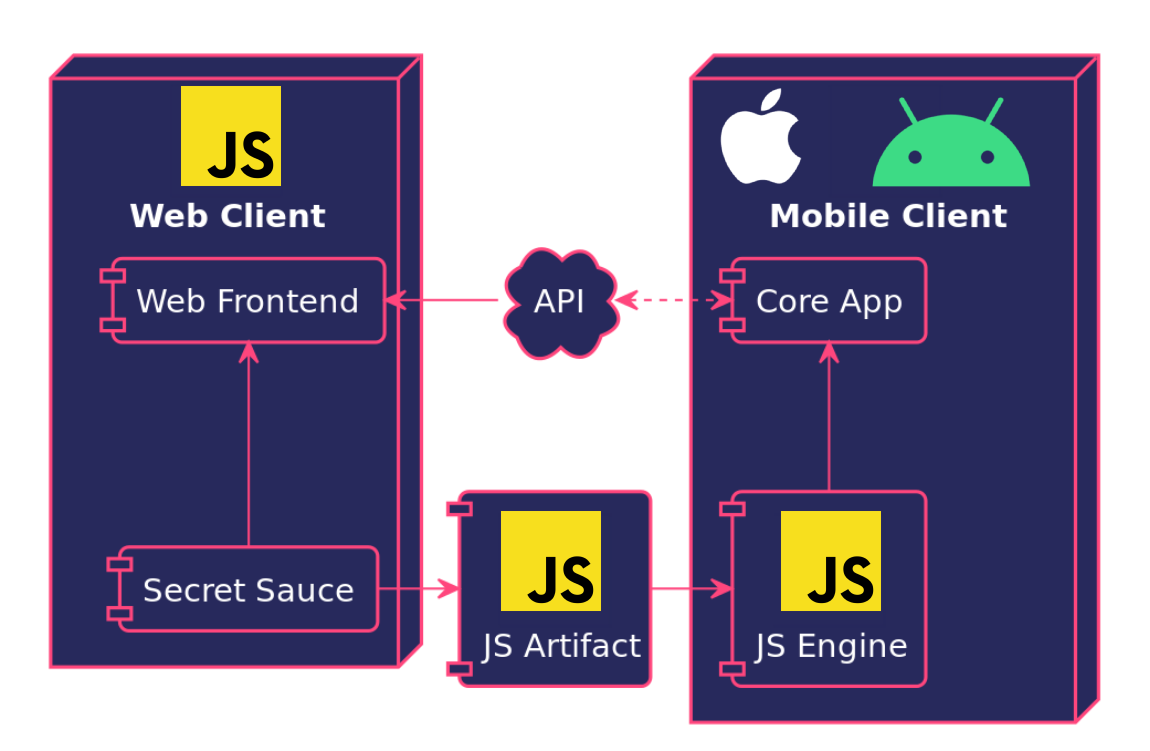 JS
Web Client
Mobile Client
Web Frontend
API
Core App
Secret Sauce
JS
JS Artifact
JS
JS Engine